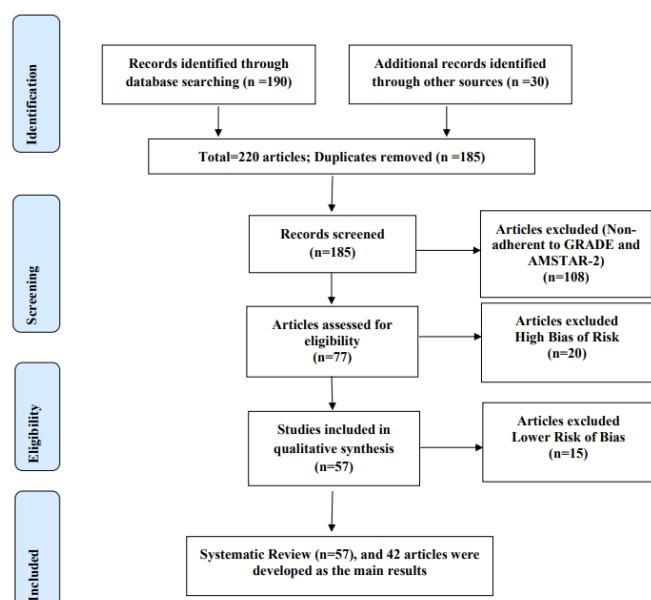 Identification
Records identified through
database searching (n =190)
Additional records identified
through other sources (n =30)
Total=220 articles; Duplicates removed (n =185)
Screening
Records screened
(n=185)
Articles excluded (Non-
adherent to GRADE and
AMSTAR-2)
(n=108)
Articles assessed for
eligibility
(n=77)
Articles excluded
High Bias of Risk
(n=20)
Eligibility
Studies included in
qualitative synthesis
(n=57)
Articles excluded
Lower Risk of Bias
(n=15)
Included
Systematic Review (n=57), and 42 articles were
developed as the main results